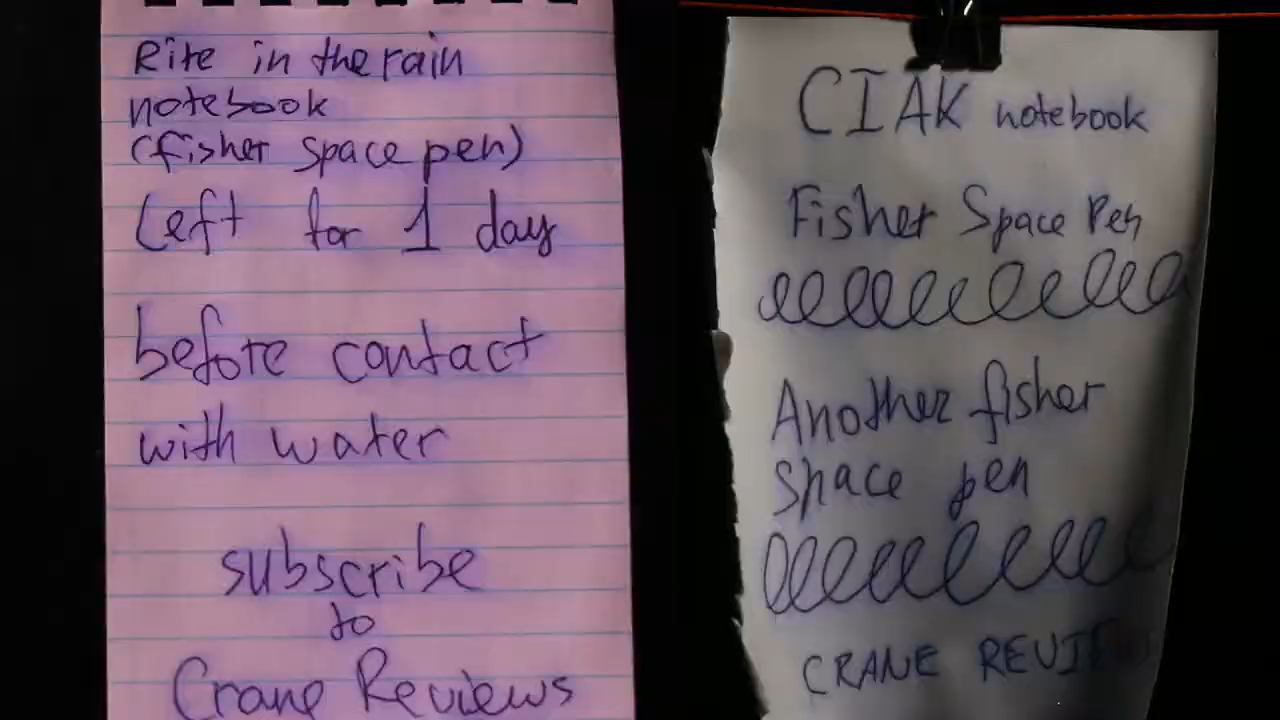 Rite in the rain
notebook
(fisher space pen)
Left for 1 day
before contact
with water
subscribe
to
Crane Reviews
CIAK notebook
Fisher Space Pen
Another fisher
space pen
CRANE